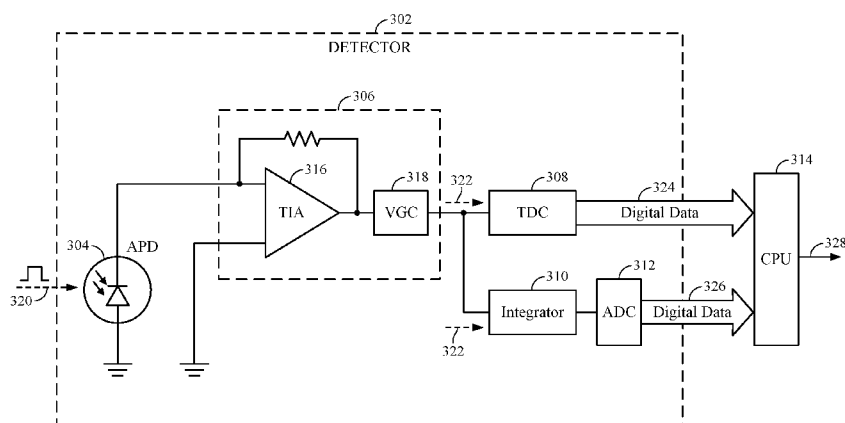 302
DETECTOR
306
316
TIA
318
VGC
322
308
TDC
324
Digital Data
314
CPU
328
304
APD
320
322
310
Integrator
312
ADC
326
Digital Data